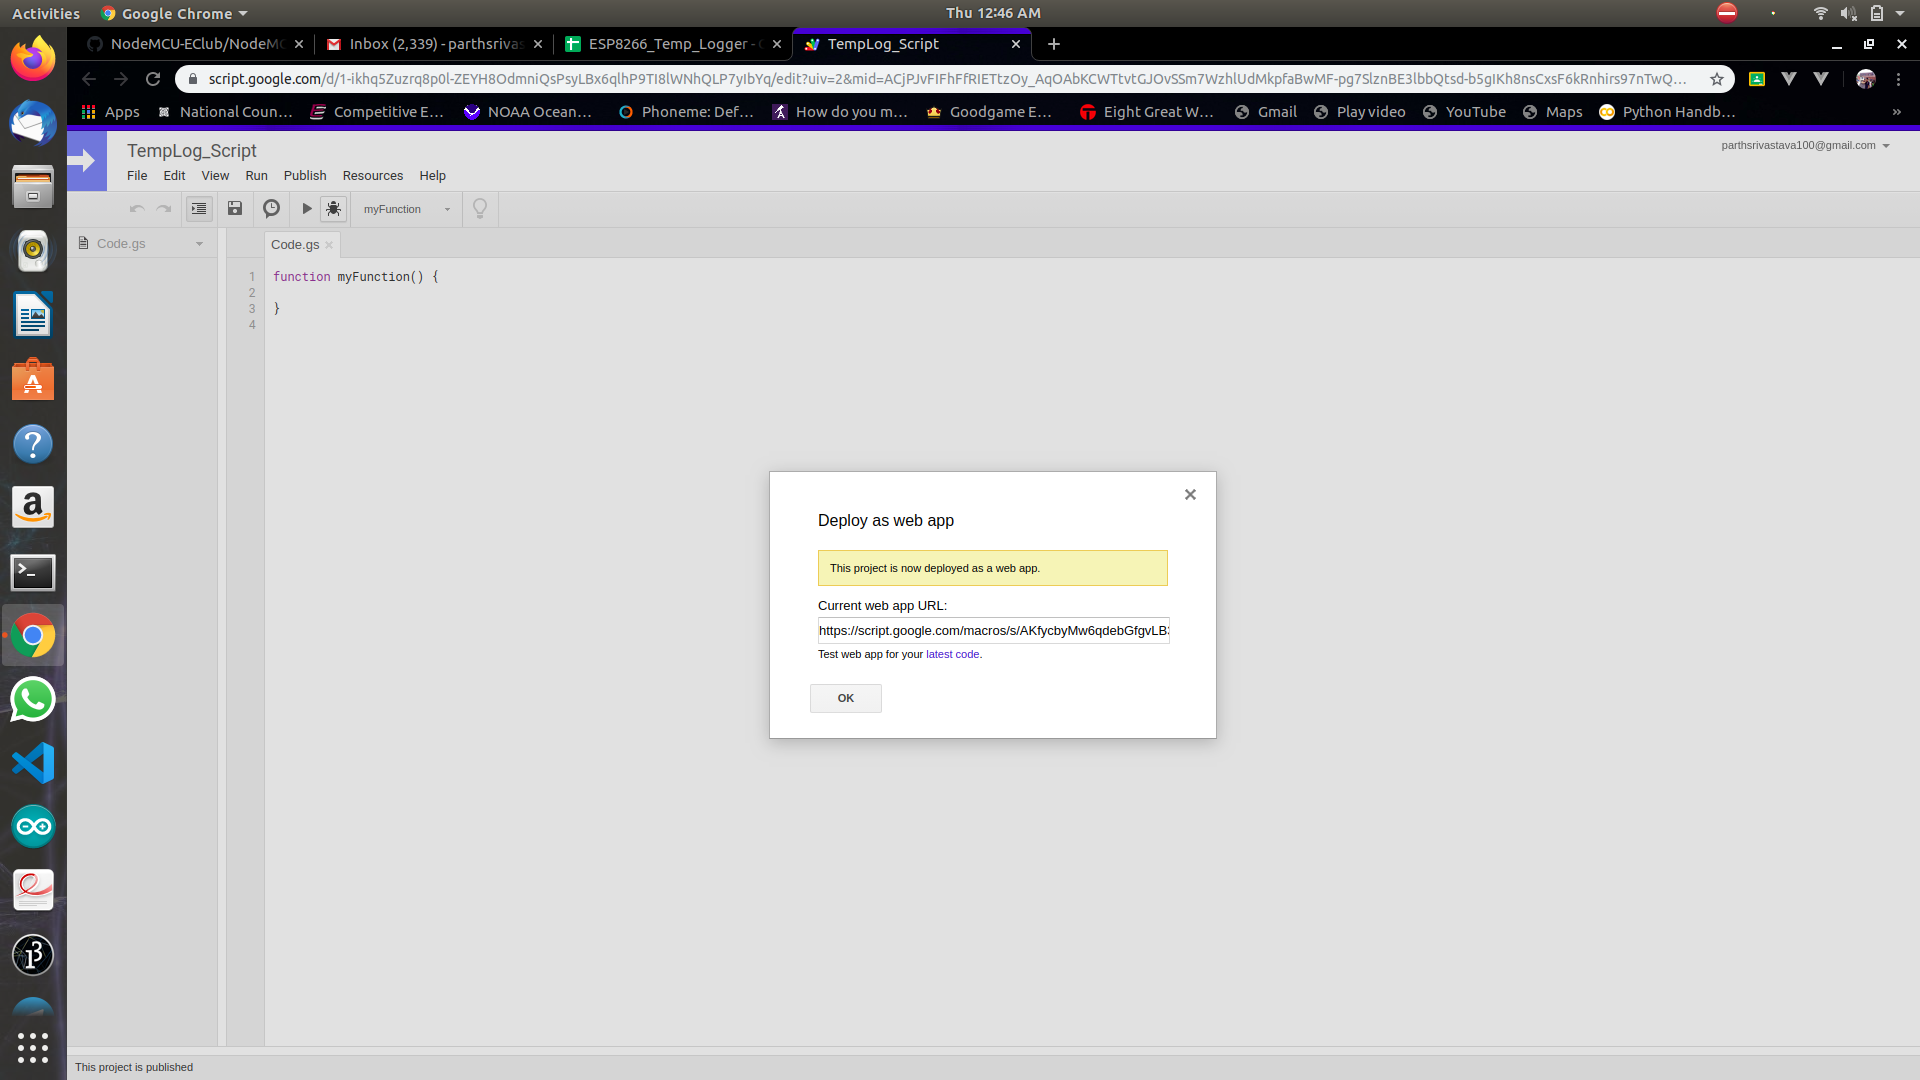 Activities Google Chrome Thu 12:46 AM
NodeMCU-EClub/NodeMC Inbox (2,339) - parthsrivas ESP8266_Temp_Logger - TempLog_Script
script.google.com/d/1-ikhq5Zuzrq8p0l-ZEYH8OdmniQsPsyLBx6qlhP9TI8lWNhQLP7yIbYq/edit?uiv=2&mid=ACjPJvFIFhFfRIETtzOy_AqOAbKCWTtvtGJOvSSm7WzhlUdMkpfaBwMF-pg7SlznBE3lbbQtsd-b5gIKh8nsCxsF6kRnhirs97nTwQ...
Apps National Coun... Competitive E... NOAA Ocean... Phoneme: Def... How do you m... Goodgame E... Eight Great W... Gmail Play video YouTube Maps Python Handb... »
TempLog_Script parthsrivastava100@gmail.com
File Edit View Run Publish Resources Help
myFunction
Code.gs Code.gs
1 function myFunction() {
2
3 }
4
Deploy as web app
This project is now deployed as a web app.
Current web app URL:
https://script.google.com/macros/s/AKfycbyMw6qdebGfgvLB
Test web app for your latest code.
OK
This project is published